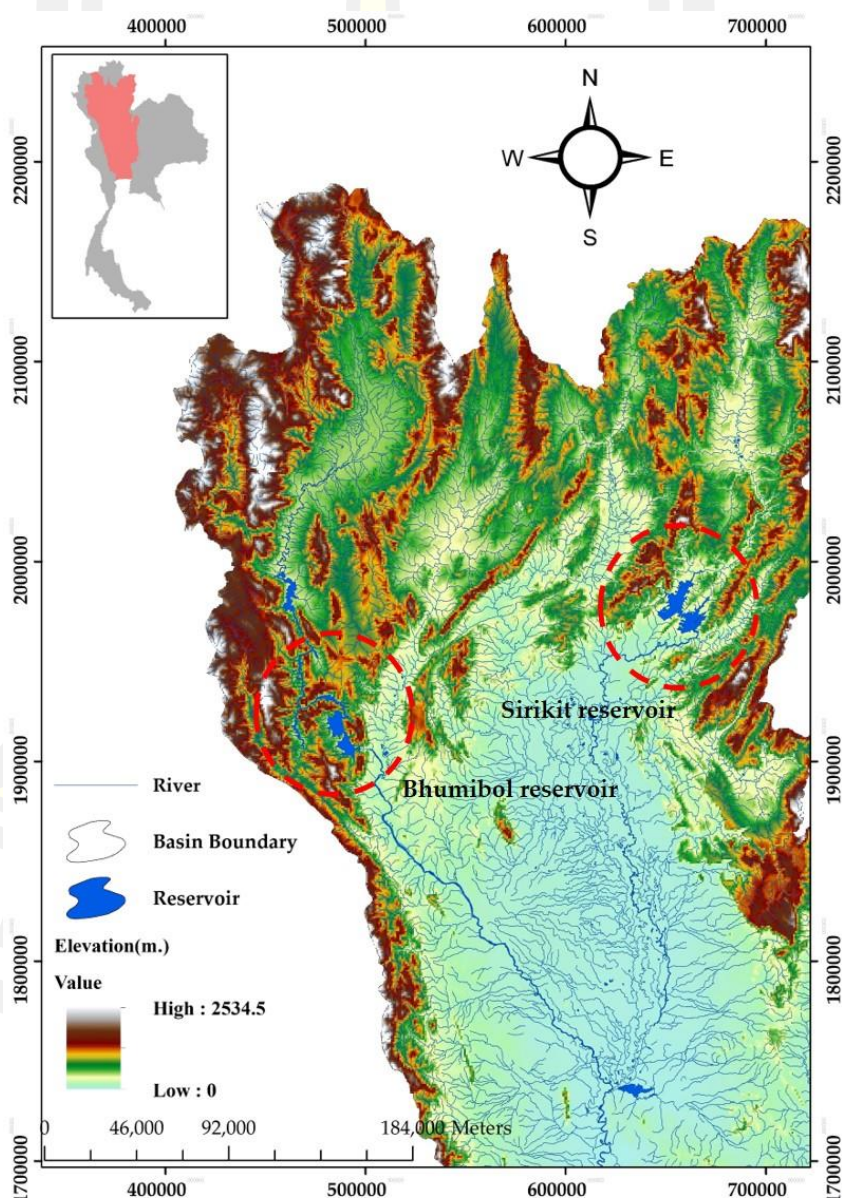 400000 500000 600000 700000
N
W E
S
2200000 2200000
2100000 2100000
2000000 2000000
Sirikit reservoir
1900000 1900000
Bhumibol reservoir
River
Basin Boundary
Reservoir
Elevation(m.)
Value
1800000 1800000
High : 2534.5
Low : 0
0 46,000 92,000 184,000 Meters
1700000 1700000
400000 500000 600000 700000